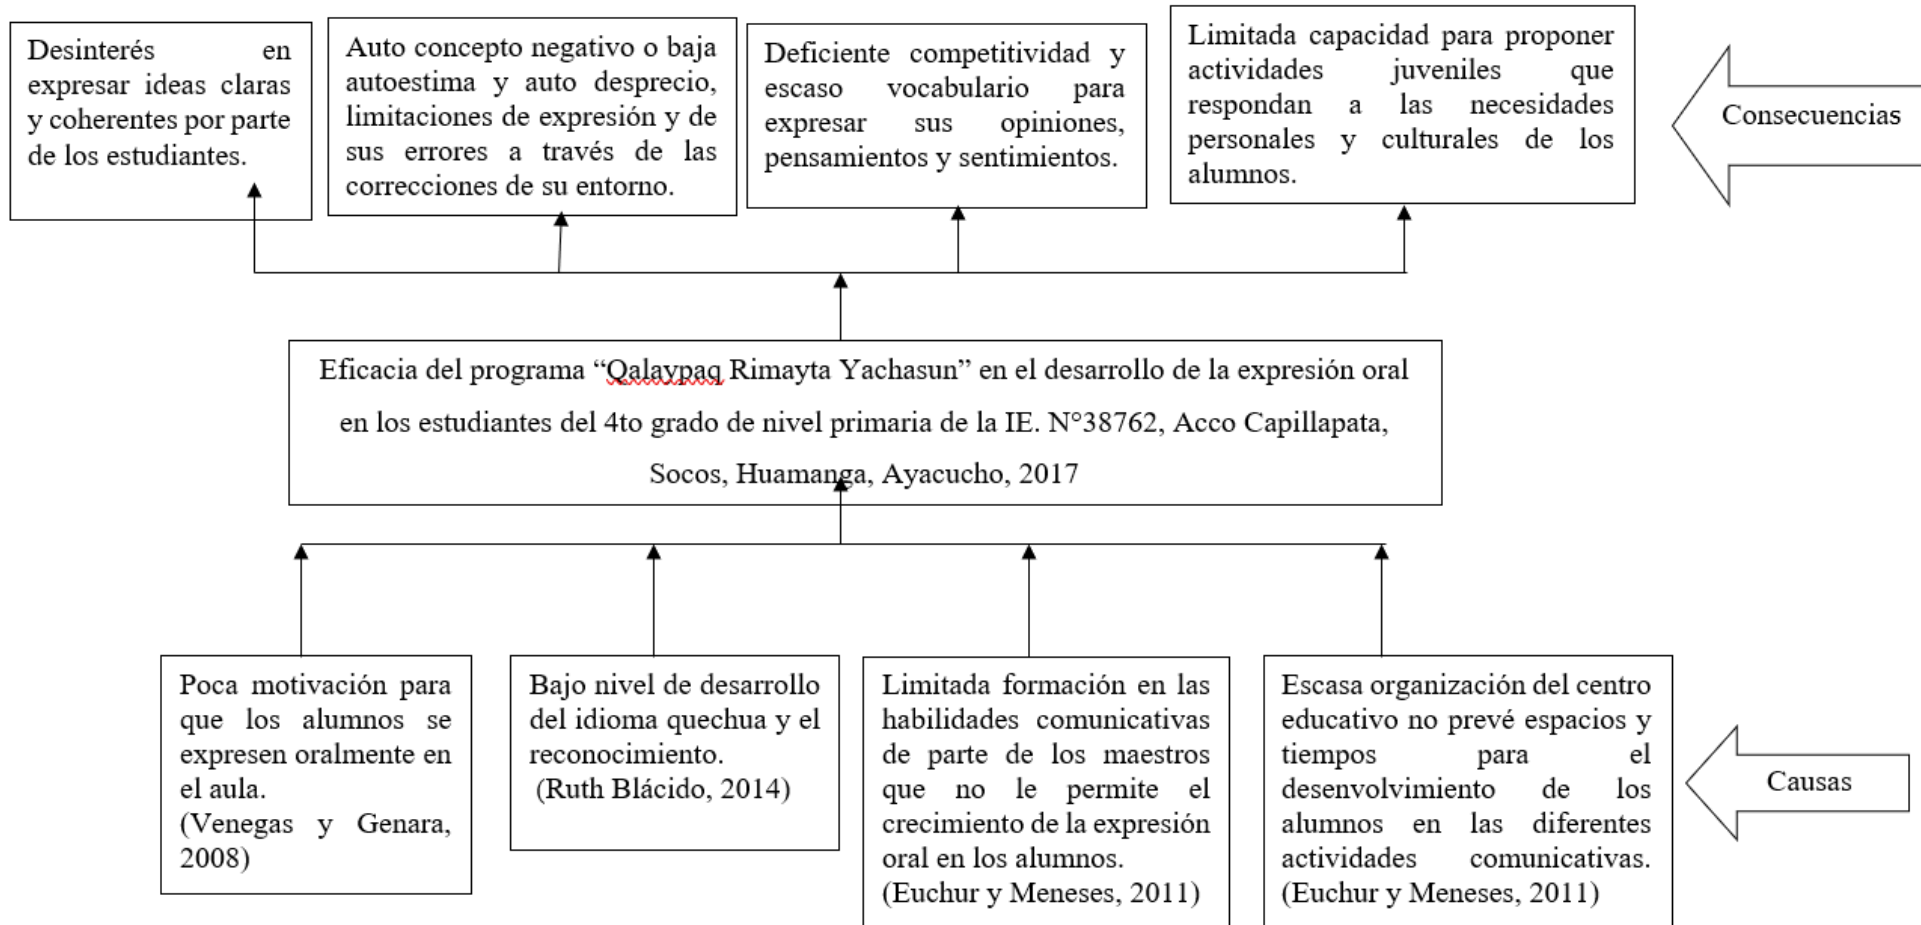 Desinterés en
expresar ideas claras
y coherentes por parte
de los estudiantes.
Auto concepto negativo o baja
autoestima y auto desprecio,
limitaciones de expresión y de
sus errores a través de las
correcciones de su entorno.
Deficiente competitividad y
escaso vocabulario para
expresar sus opiniones,
pensamientos y sentimientos.
Limitada capacidad para proponer
actividades juveniles que
respondan a las necesidades
personales y culturales de los
alumnos.
Consecuencias
Eficacia del programa “Qalaypaq Rimayta Yachasun” en el desarrollo de la expresión oral
en los estudiantes del 4to grado de nivel primaria de la IE. N°38762, Acco Capillapata,
Socos, Huamanga, Ayacucho, 2017
Poca motivación para
que los alumnos se
expresen oralmente en
el aula.
(Venegas y Genara,
2008)
Bajo nivel de desarrollo
del idioma quechua y el
reconocimiento.
(Ruth Blácido, 2014)
Limitada formación en las
habilidades comunicativas
de parte de los maestros
que no le permite el
crecimiento de la expresión
oral en los alumnos.
(Euchur y Meneses, 2011)
Escasa organización del centro
educativo no prevé espacios y
tiempos para el
desenvolvimiento de los
alumnos en las diferentes
actividades comunicativas.
(Euchur y Meneses, 2011)
Causas